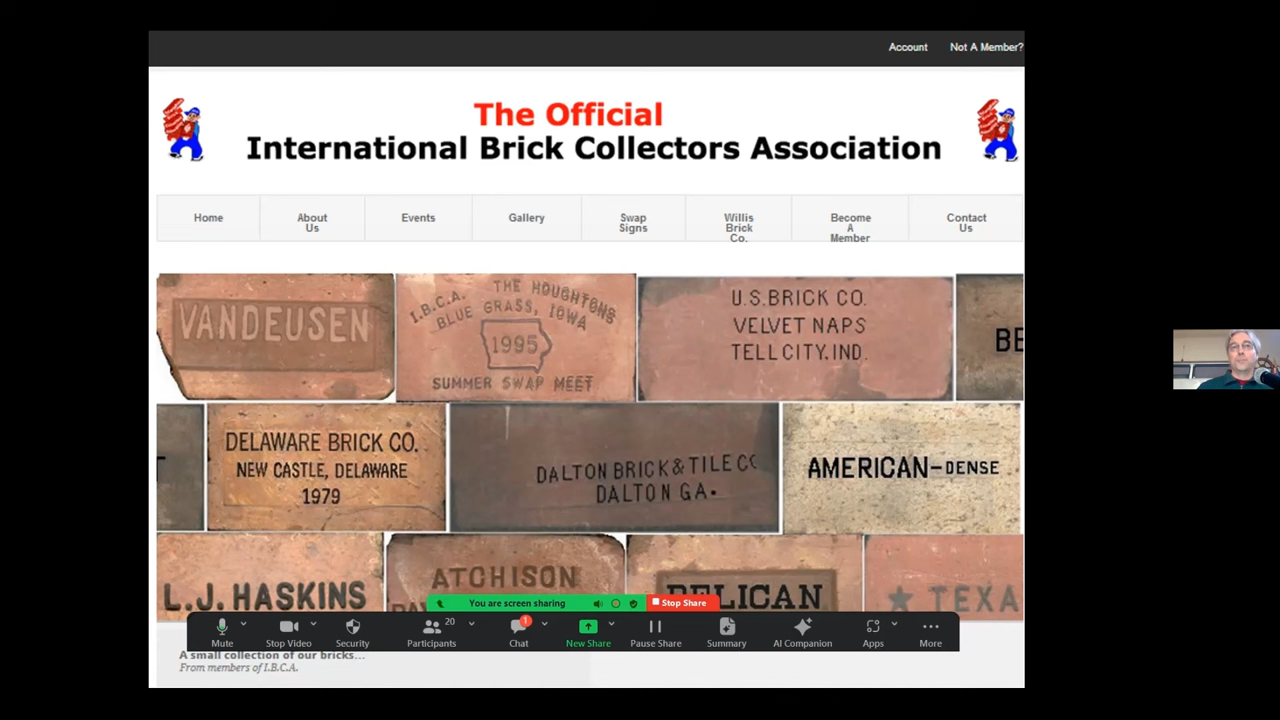 Account Not A Member?
The Official
International Brick Collectors Association
Home
About
Us
Events
Gallery
Swap
Signs
Willis
Brick
Co.
Become
A
Member
Contact
Us
VANDEUSEN
I.B.C.A. THE HOUGHTONS
BLUE GRASS, IOWA
1995
SUMMER SWAP MEET
U.S.BRICK CO.
VELVET NAPS
TELL CITY, IND.
BE
T
DELAWARE BRICK CO.
NEW CASTLE, DELAWARE
1979
DALTON BRICK & TILE CO
DALTON GA.
AMERICAN-DENSE
L.J. HASKINS
ATCHISON
PELICAN
★ TEXA
You are screen sharing
Stop Share
Mute
Stop Video
Security
20
Participants
1
Chat
New Share
Pause Share
Summary
AI Companion
Apps
More
A small collection of our bricks...
From members of I.B.C.A.